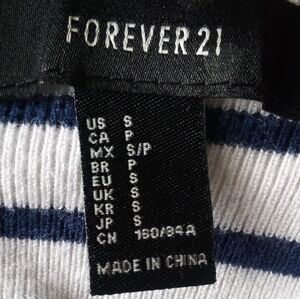 FOREVER 21
US S
CA P
MX S/P
BR P
EU S
UK S
KR S
JP S
CN 160/84A
MADE IN CHINA